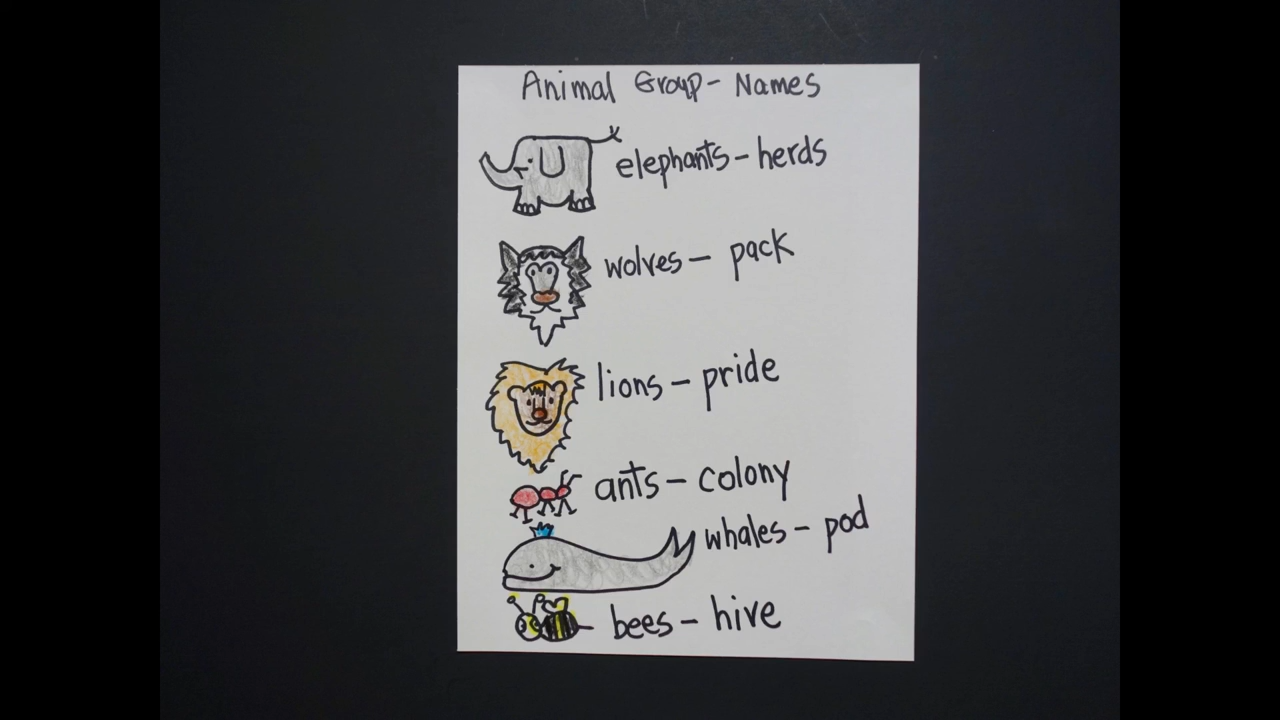 Animal Group - Names
elephants - herds
wolves - pack
lions - pride
ants - colony
whales - pod
bees - hive